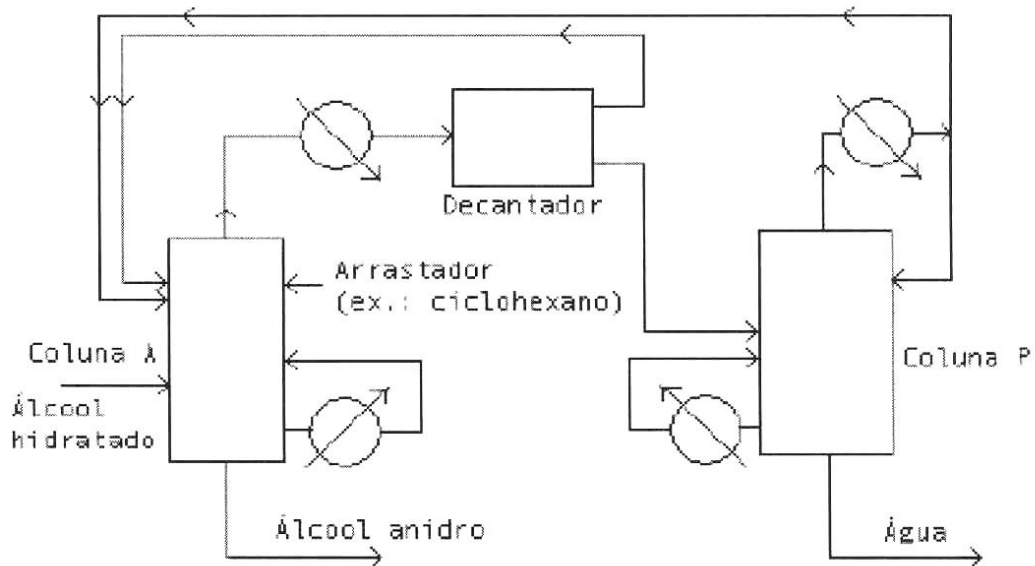 Decantador
Arrastador
(ex.: ciclohexano)
Coluna A
Coluna P
Álcool
hidratado
Álcool anidro
Água